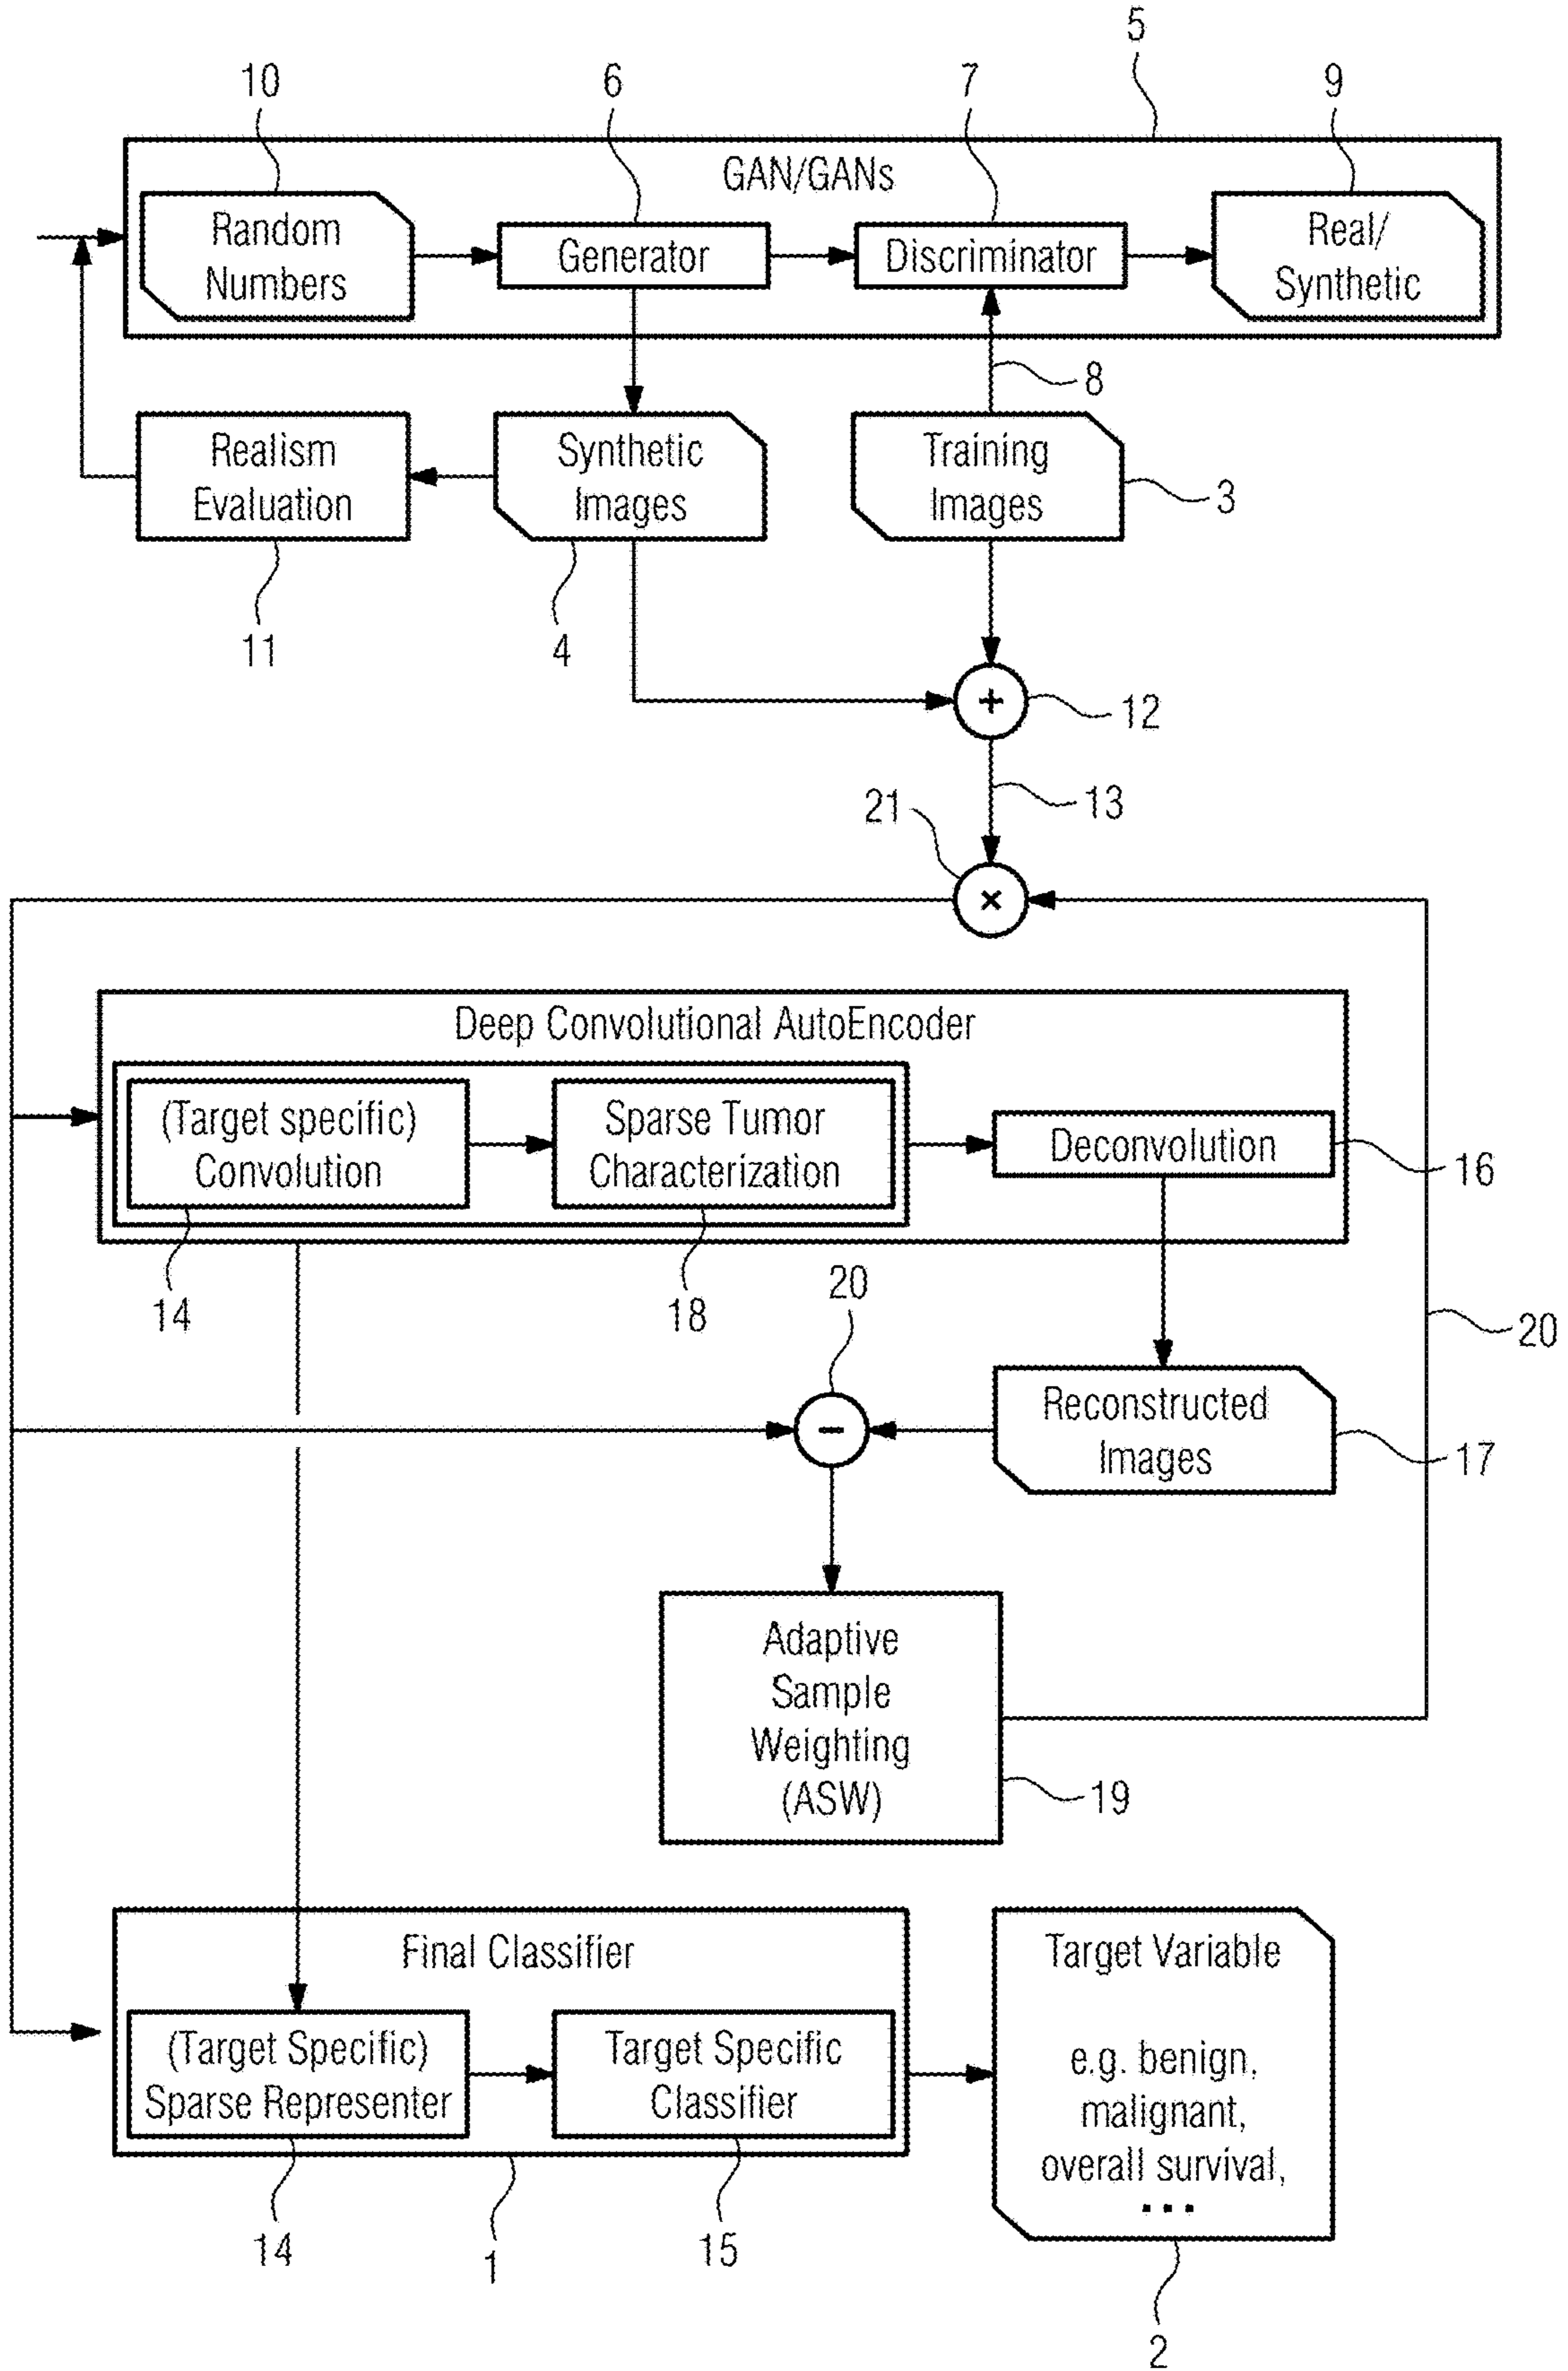 5
10
6
7
9
GAN/GANs
Random
Numbers
Generator
Discriminator
Real/
Synthetic
8
Realism
Evaluation
Synthetic
Images
Training
Images
3
11
4
+
12
13
21
×
Deep Convolutional AutoEncoder
(Target specific)
Convolution
Sparse Tumor
Characterization
Deconvolution
16
14
18
20
20
−
Reconstructed
Images
17
Adaptive
Sample
Weighting
(ASW)
19
Final Classifier
(Target Specific)
Sparse Representer
Target Specific
Classifier
Target Variable
e.g. benign,
malignant,
overall survival,
...
14
1
15
2